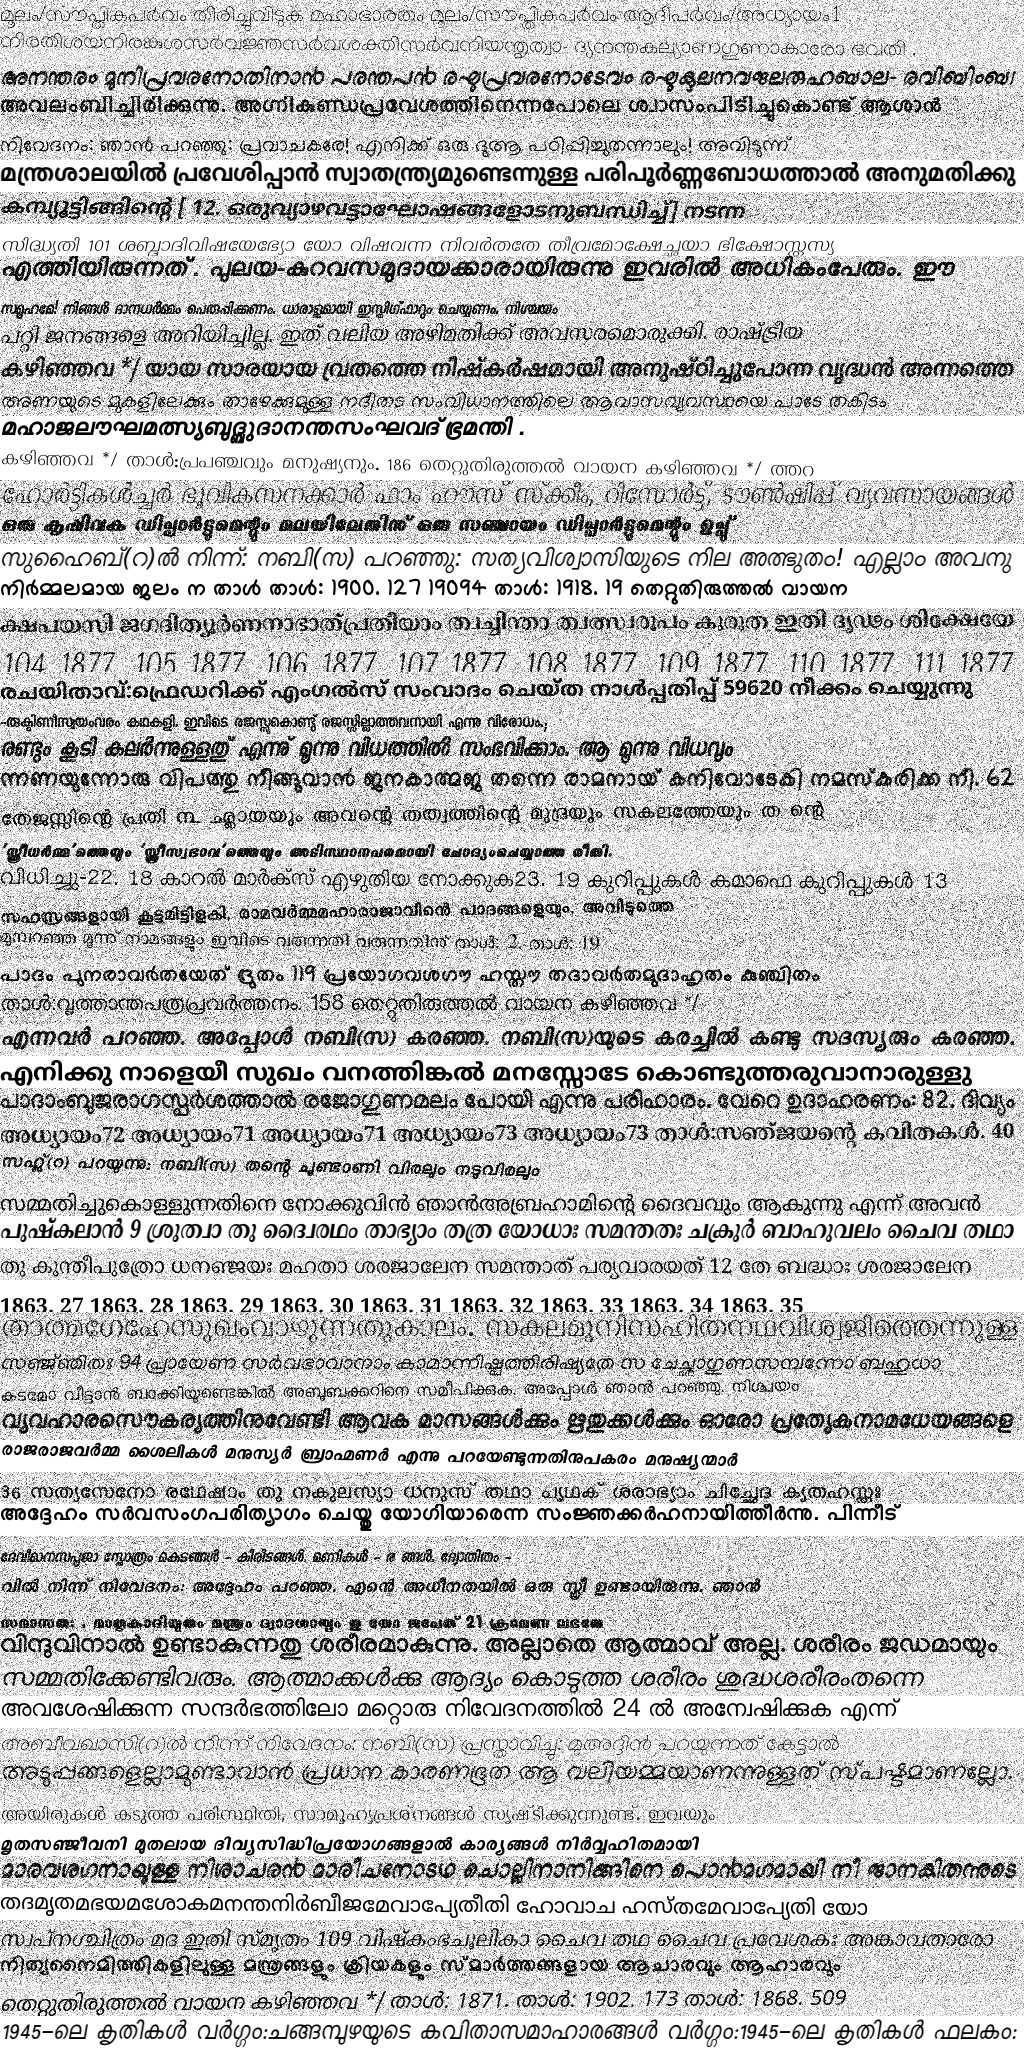 മൂലം/സൗപ്തികപർവം തിരിച്ചുവിടുക മഹാഭാരതം മൂലം/സൗപ്തികപർവം ആദിപർവം/അധ്യായം1
നിരതിശയനിരങ്കുശസർവജ്ഞസർവശക്തിസർവനിയന്തൃത്വാ- ദ്യനന്തകല്യാണഗുണാകാരോ ഭവതി .
അനന്തരം മുനിപ്രവരനോതിനാൻ പരന്തപൻ രഘുപ്രവരനോടേവം രഘുകുലനവജലരുഹബാല- രവിബിംബ!
അവലംബിച്ചിരിക്കുന്നു. അഗ്നികുണ്ഡപ്രവേശത്തിനെന്നപോലെ ശ്വാസംപിടിച്ചുകൊണ്ട് ആശാൻ
നിവേദനം: ഞാൻ പറഞ്ഞു: പ്രവാചകരേ! എനിക്ക് ഒരു ദുആ പഠിപ്പിച്ചുതന്നാലും! അവിടുന്ന്
മന്ത്രശാലയിൽ പ്രവേശിപ്പാൻ സ്വാതന്ത്ര്യമുണ്ടെന്നുള്ള പരിപൂർണ്ണബോധത്താൽ അനുമതിക്കു
കമ്പ്യൂട്ടിങ്ങിന്റെ [ 12. ഒരുവ്യാഴവട്ടാഘോഷങ്ങളോടനുബന്ധിച്ച്] നടന്ന
സിദ്ധ്യതി 101 ശബ്ദാദിവിഷയേഭ്യോ യോ വിഷവന്ന നിവർതതേ തീവ്രമോക്ഷേച്ഛയാ ഭിക്ഷോസ്തസ്യ
എത്തിയിരുന്നത്. പുലയ-കുറവസമുദായക്കാരായിരുന്നു ഇവരിൽ അധികംപേരും. ഈ
സമൂഹമേ! നിങ്ങൾ ദാനധർമ്മം പെരുപ്പിക്കണം. ധാരാളമായി ഇസ്തിഗ്ഫാറും ചെയ്യണം. നിശ്ചയം
പറ്റി ജനങ്ങളെ അറിയിച്ചില്ല. ഇത് വലിയ അഴിമതിക്ക് അവസരമൊരുക്കി. രാഷ്ട്രിയ
കഴിഞ്ഞവ */ യായ സാരയായ വ്രതത്തെ നിഷ്കർഷമായി അനുഷ്ഠിച്ചുപോന്ന വൃദ്ധൻ അന്നത്തെ
അണയുടെ മുകളിലേക്കും താഴേക്കുമുള്ള നദീതട സംവിധാനത്തിലെ ആവാസവ്യവസ്ഥയെ പാടേ തകിടം
മഹാജലൗഘമത്സ്യബുദ്ബുദാനന്തസംഘവദ് ഭ്രമന്തി .
കഴിഞ്ഞവ */ താൾ:പ്രപഞ്ചവും മനുഷ്യനും. 186 തെറ്റുതിരുത്തൽ വായന കഴിഞ്ഞവ */ ത്തറ
ഹോർട്ടികൾച്ചർ ഭൂവികസനക്കാർ ഫാം ഹൗസ് സ്ക്കീം, റിസോർട്ട്, ടൗൺഷിപ്പ് വ്യവസായങ്ങൾ
ഒരു കൃഷിവക ഡിപ്പാർട്ടുമെന്റും മലയിലേതിന് ഒരു സഞ്ചായം ഡിപ്പാർട്ടുമെന്റും ഉപ്പ്
സുഹൈബ്(റ)ൽ നിന്ന്: നബി(സ) പറഞ്ഞു: സത്യവിശ്വാസിയുടെ നില അത്ഭുതം! എല്ലാം അവനു
നിർമ്മലമായ ജലം ന താൾ താൾ: 1900. 127 19094 താൾ: 1918. 19 തെറ്റുതിരുത്തൽ വായന
ക്ഷപയസി ജഗദിത്യൂർണനാഭാത്പ്രതീയാം ത്വച്ചിന്താ ത്വത്സ്വരൂപം കുരുത ഇതി ദൃഢം ശിക്ഷേയേ
104 1877 105 1877 106 1877 107 1877 108 1877 109 1877 110 1877 111 1877
രചയിതാവ്:ഫ്രെഡറിക്ക് എംഗൽസ് സംവാദം ചെയ്ത നാൾപ്പതിപ്പ് 59620 നീക്കം ചെയ്യുന്നു
-രുക്മിണീസ്വയംവരം കഥകളി. ഇവിടെ രജസ്സുകൊണ്ടു് രജസ്സില്ലാത്തവനായി എന്നു വിരോധം.;
രണ്ടും കൂടി കലർന്നുള്ളതു് എന്നു് മൂന്നു വിധത്തിൽ സംഭവിക്കാം. ആ മൂന്നു വിധവും
ന്നണയുന്നോരു വിപത്തു നീങ്ങുവാൻ ജനകാത്മജ തന്നെ രാമനായ് കനിവോടേകി നമസ്കരിക്ക നീ. 62
തേജസ്സിന്റെ പ്രതി മ്പ ഛ്ഛായയും അവന്റെ തത്വത്തിന്റെ മുദ്രയും സകലത്തേയും ത ന്റെ
'സ്ത്രീധർമ്മ'ത്തെയും 'സ്ത്രീസ്വഭാവ'ത്തെയും അടിസ്ഥാനപരമായി ചോദ്യംചെയ്യാത്ത രീതി.
വിധിച്ചു-22. 18 കാറൽ മാർക്സ് എഴുതിയ നോക്കുക23. 19 കുറിപ്പുകൾ കമാഫെ കുറിപ്പുകൾ 13
സഹസ്രങ്ങളായി കൂട്ടമിട്ടിളകി. രാമവർമ്മമഹാരാജാവിന്റെ പാദങ്ങളെയും, അവിടുത്തെ
മുമ്പറഞ്ഞ മൂന്ന് നാമങ്ങളും ഇവിടെ വരുന്നതി വരുന്നതിന് താൾ: 2. താൾ: 19
പാദം പുനരാവർതയേത് ദ്രുതം 119 പ്രയോഗവശഗൗ ഹസ്തൗ തദാവർതമുദാഹൃതം കുഞ്ചിതം
താൾ:വൃത്താന്തപത്രപ്രവർത്തനം. 158 തെറ്റുതിരുത്തൽ വായന കഴിഞ്ഞവ */
എന്നവർ പറഞ്ഞു. അപ്പോൾ നബി(സ) കരഞ്ഞു. നബി(സ)യുടെ കരച്ചിൽ കണ്ടു സദസ്യരും കരഞ്ഞു.
എനിക്കു നാളെയീ സുഖം വനത്തിങ്കൽ മനസ്സോടേ കൊണ്ടുത്തരുവാനാരുള്ളു
പാദാംബുജരാഗസ്പർശത്താൽ രജോഗുണമലം പോയി എന്നു പരിഹാരം. വേറെ ഉദാഹരണം: 82. ദിവ്യം
അധ്യായം72 അധ്യായം71 അധ്യായം71 അധ്യായം73 അധ്യായം73 താൾ:സഞ്ജയന്റെ കവിതകൾ. 40
സഹ്ല്(റ) പറയുന്നു: നബി(സ) തന്റെ ചൂണ്ടാണി വിരലും നടുവിരലും
സമ്മതിച്ചുകൊള്ളുന്നതിനെ നോക്കുവിൻ ഞാൻഅബ്രഹാമിന്റെ ദൈവവും ആകുന്നു എന്ന് അവൻ
പുഷ്കലാൻ 9 ശ്രുത്വാ തു ദ്വൈരഥം താഭ്യാം തത്ര യോധാഃ സമന്തതഃ ചക്രുർ ബാഹുവലം ചൈവ തഥാ
തു കുന്തീപുത്രോ ധനഞ്ജയഃ മഹതാ ശരജാലേന സമന്താത് പര്യവാരയത് 12 തേ ബദ്ധാഃ ശരജാലേന
1863. 27 1863. 28 1863. 29 1863. 30 1863. 31 1863. 32 1863. 33 1863. 34 1863. 35
ത്രാത്മഗേഹേസുഖംവാഴുന്നതുകാലം. സകലമുനിസഹിതനഥവിശ്വജിത്തെന്നുള്ള
സഞ്ജ്ഞിതഃ 94 പ്രായേണ സർവഭാവാനാം കാമാന്നിഷ്പത്തിരിഷ്യതേ സ ചേച്ഛാഗുണസമ്പന്നോ ബഹുധാ
കടമോ വീട്ടാൻ ബാക്കിയുണ്ടെങ്കിൽ അബൂബക്കറിനെ സമീപിക്കുക. അപ്പോൾ ഞാൻ പറഞ്ഞു. നിശ്ചയം
വ്യവഹാരസൌകര്യത്തിനുവേണ്ടി ആവക മാസങ്ങൾക്കും ഋതുക്കൾക്കും ഓരോ പ്രത്യേകനാമധേയങ്ങളെ
രാജരാജവർമ്മ ശൈലികൾ മനുസ്യർ ബ്രാഹ്മണർ എന്നു പറയേണ്ടുന്നതിനുപകരം മനുഷ്യന്മാർ
36 സത്യസേനോ രഥേഷാം തു നകുലസ്യാ ധനുസ് തഥാ പൃഥക് ശരാഭ്യാം ചിച്ഛേദ കൃതഹസ്തഃ
അദ്ദേഹം സർവസംഗപരിത്യാഗം ചെയ്തു യോഗിയാരെന്ന സംജ്ഞക്കർഹനായിത്തീർന്നു. പിന്നീട്
ദേവീമാനസപൂജാ സ്തോത്രം മകുടങ്ങൾ - കിരീടങ്ങൾ. മണികൾ - ര ങ്ങൾ. ദ്യോതിതം -
വിൽ നിന്ന് നിവേദനം: അദ്ദേഹം പറഞ്ഞു. എന്റെ അധീനതയിൽ ഒരു സ്ത്രീ ഉണ്ടായിരുന്നു. ഞാൻ
വിന്ദുവിനാൽ ഉണ്ടാകുന്നതു ശരീരമാകുന്നു. അല്ലാതെ ആത്മാവ് അല്ല. ശരീരം ജഡമായും
സമ്മതിക്കേണ്ടിവരും. ആത്മാക്കൾക്കു ആദ്യം കൊടുത്ത ശരീരം ശുദ്ധശരീരംതന്നെ
അവശേഷിക്കുന്ന സന്ദർഭത്തിലോ മറ്റൊരു നിവേദനത്തിൽ 24 ൽ അന്വേഷിക്കുക എന്ന്
അബീവഖാസി(റ)ൽ നിന്ന് നിവേദനം: നബി(സ) പ്രസ്താവിച്ചു: മുഅദ്ദിൻ പറയുന്നത് കേട്ടാൽ
അടുപ്പങ്ങളെല്ലാമുണ്ടാവാൻ പ്രധാന കാരണഭൂത ആ വലിയമ്മയാണന്നുള്ളത് സ്പഷ്ടമാണല്ലോ.
അയിരുകൾ കടുത്ത പരിസ്ഥിതി, സാമൂഹ്യപ്രശ്നങ്ങൾ സൃഷ്ടിക്കുന്നുണ്ട്. ഇവയും
മൃതസഞ്ജീവനി മുതലായ ദിവ്യസിദ്ധിപ്രയോഗങ്ങളാൽ കാര്യങ്ങൾ നിർവ്വഹിതമായി
മാരവശഗനായുള്ള നിശാചരൻ മാരീചനോടഥ ചൊല്ലിനാനിങ്ങിനെ പൊൻമഗമായി നീ ജാനകിതന്നുടെ
തദമൃതമഭയമശോകമനന്തനിർബീജമേവാപ്യേതീതി ഹോവാച ഹസ്തമേവാപ്യേതി യോ
സ്വപ്നശ്ചിത്രം മദ ഇതി സ്മൃതം 109 വിഷ്കംഭചൂലികാ ചൈവ തഥ ചൈവ പ്രവേശകഃ അങ്കാവതാരോ
നിത്യനൈമിത്തികളിലുള്ള മന്ത്രങ്ങളും ക്രിയകളും സ്മാർത്തങ്ങളായ ആചാരവും ആഹാരവും
തെറ്റുതിരുത്തൽ വായന കഴിഞ്ഞവ */ താൾ: 1871. താൾ: 1902. 173 താൾ: 1868. 509
1945-ലെ കൃതികൾ വർഗ്ഗം:ചങ്ങമ്പുഴയുടെ കവിതാസമാഹാരങ്ങൾ വർഗ്ഗം:1945-ലെ കൃതികൾ ഫലകം: